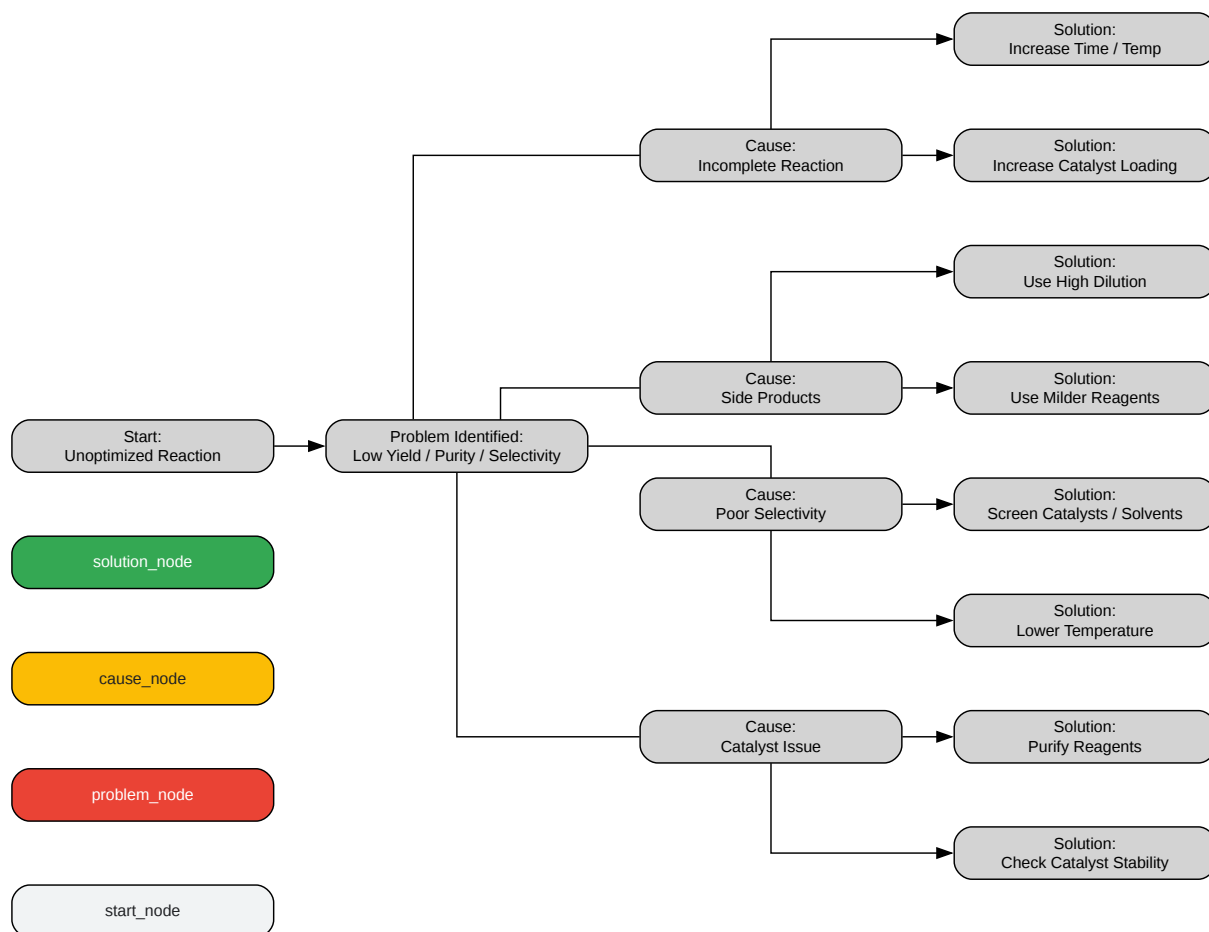 Start:
Unoptimized Reaction
Problem Identified:
Low Yield / Purity / Selectivity
Cause:
Incomplete Reaction
Solution:
Increase Time / Temp
Solution:
Increase Catalyst Loading
Cause:
Side Products
Solution:
Use High Dilution
Solution:
Use Milder Reagents
Cause:
Poor Selectivity
Solution:
Screen Catalysts / Solvents
Solution:
Lower Temperature
Cause:
Catalyst Issue
Solution:
Purify Reagents
Solution:
Check Catalyst Stability
solution_node
cause_node
problem_node
start_node